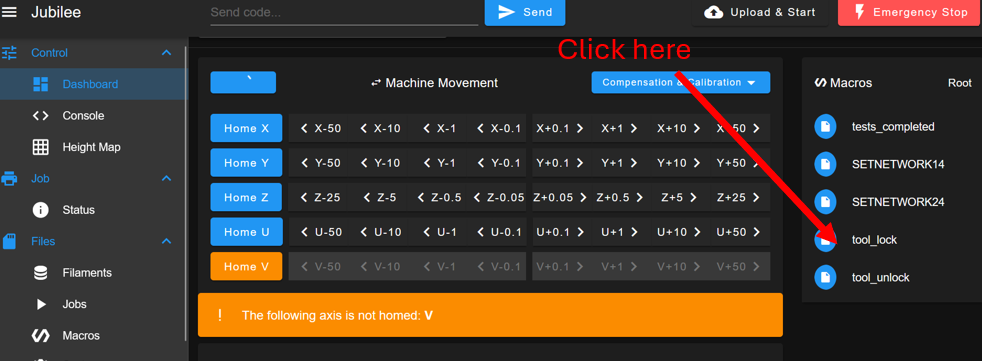 Jubilee
Send code...
Send
Upload & Start
Emergency Stop
Click here
Control
Dashboard
Console
Height Map
Job
Status
Files
Filaments
Jobs
Macros
`
Machine Movement
Compensation & Calibration
Home X X-50 X-10 X-1 X-0.1 X+0.1 X+1 X+10 X+50
Home Y Y-50 Y-10 Y-1 Y-0.1 Y+0.1 Y+1 Y+10 Y+50
Home Z Z-25 Z-5 Z-0.5 Z-0.05 Z+0.05 Z+0.5 Z+5 Z+25
Home U U-50 U-10 U-1 U-0.1 U+0.1 U+1 U+10 U+50
Home V V-50 V-10 V-1 V-0.1 V+0.1 V+1 V+10 V+50
! The following axis is not homed: V
Macros Root
tests_completed
SETNETWORK14
SETNETWORK24
tool_lock
tool_unlock